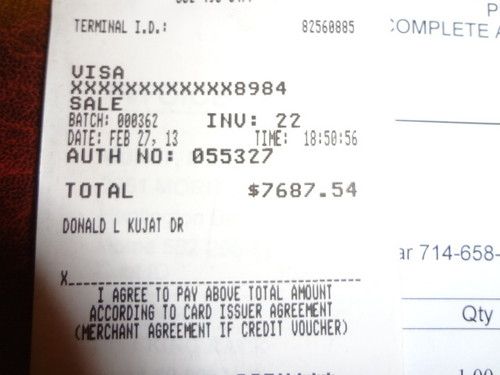 TERMINAL I.D.: 82560885
VISA
XXXXXXXXXXXX8984
SALE
BATCH: 000362 INV: 22
DATE: FEB 27, 13 TIME: 18:50:56
AUTH NO: 055327
TOTAL $7687.54
DONALD L KUJAT DR
X
I AGREE TO PAY ABOVE TOTAL AMOUNT
ACCORDING TO CARD ISSUER AGREEMENT
(MERCHANT AGREEMENT IF CREDIT VOUCHER)
P
COMPLETE A
ar 714-658-
Qty
1.00